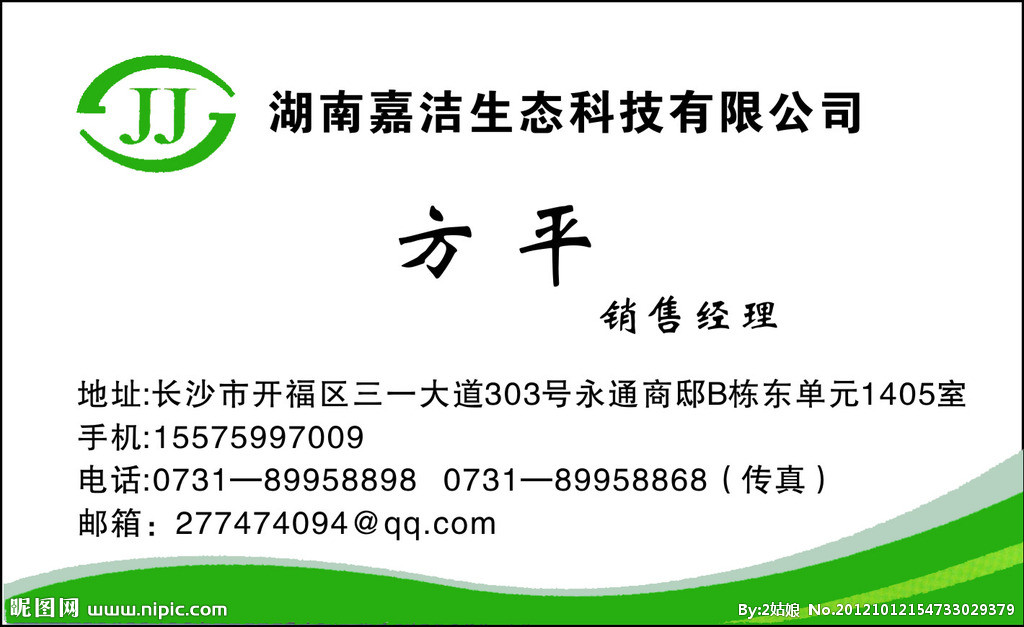 JJ 湖南嘉洁生态科技有限公司
方 平
销售经理
地址:长沙市开福区三一大道303号永通商邸B栋东单元1405室
手机:15575997009
电话:0731—89958898 0731—89958868（传真）
邮箱：277474094@qq.com
昵图网 www.nipic.com By:2姑娘 No.20121012154733029379